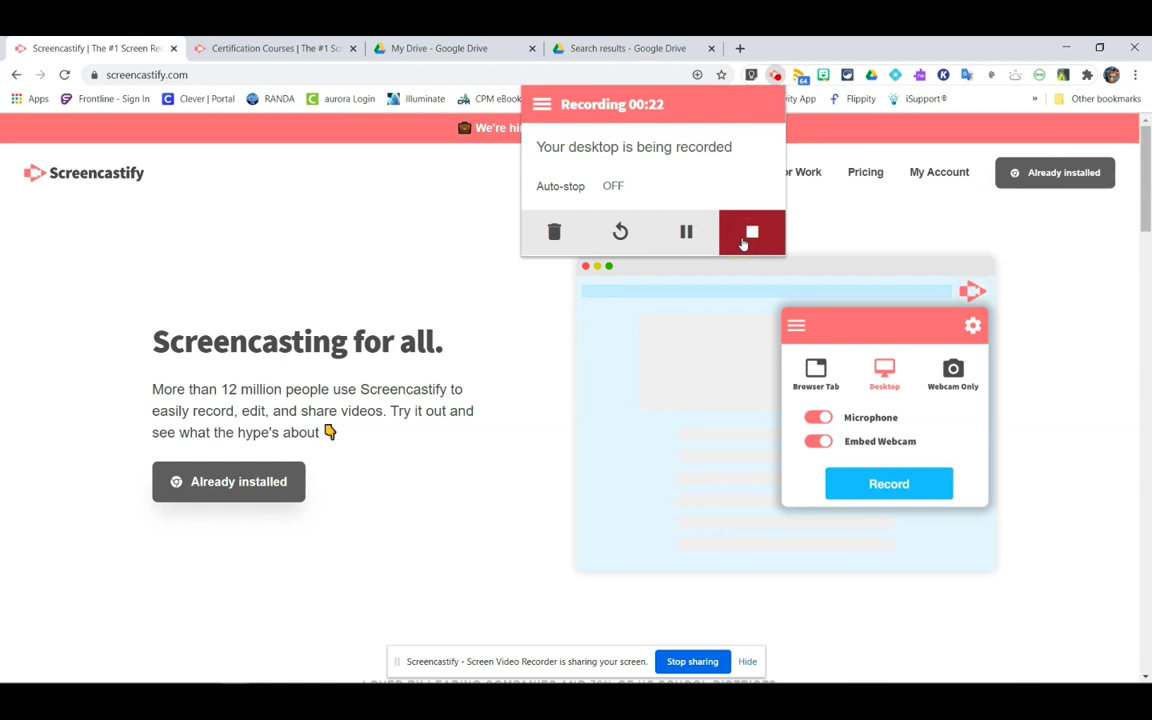 Screencastify | The #1 Screen Rec
Certification Courses | The #1 Scr
My Drive - Google Drive
Search results - Google Drive
screencastify.com
64
Apps
Frontline - Sign In
Clever | Portal
RANDA
aurora Login
Illuminate
CPM eBook
ity App
Flippity
iSupport®
»
Other bookmarks
Recording 00:22
We're hi
Your desktop is being recorded
Auto-stop OFF
Screencastify
or Work
Pricing
My Account
Already installed
Screencasting for all.
More than 12 million people use Screencastify to
easily record, edit, and share videos. Try it out and
see what the hype's about
Already installed
Browser Tab
Desktop
Webcam Only
Microphone
Embed Webcam
Record
Screencastify - Screen Video Recorder is sharing your screen.
Stop sharing
Hide